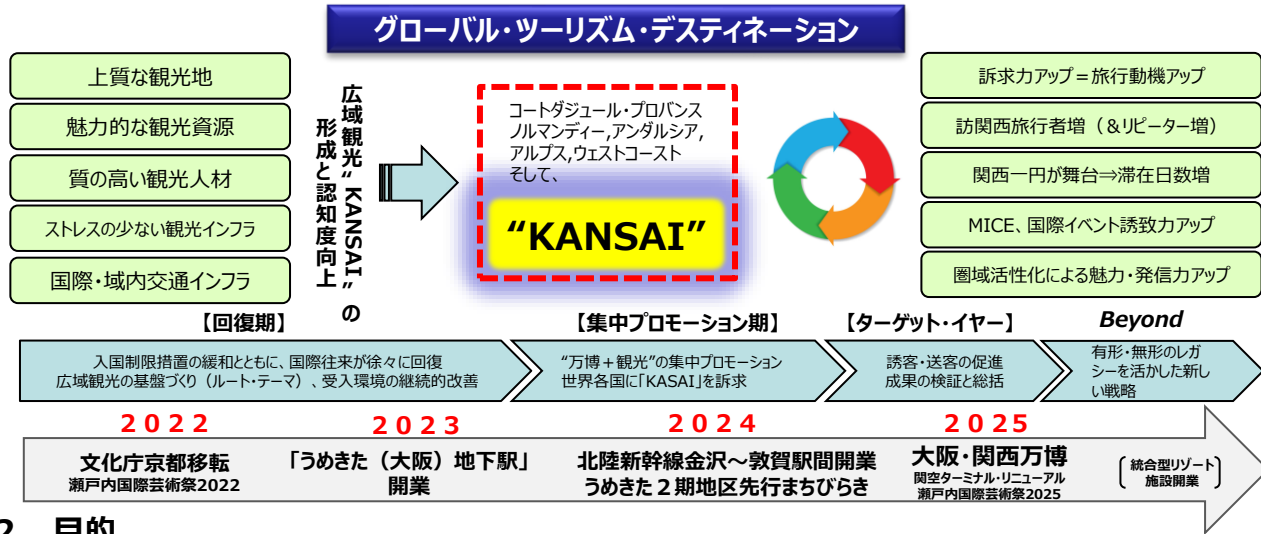 グローバル・ツーリズム・デスティネーション
上質な観光地
魅力的な観光資源
質の高い観光人材
ストレスの少ない観光インフラ
国際・域内交通インフラ
広域観光“KANSAI”の
形成と認知度向上
コートダジュール・プロバンス
ノルマンディー,アンダルシア,
アルプス,ウェストコースト
そして、
“KANSAI”
訴求力アップ=旅行動機アップ
訪関西旅行者増（&リピーター増）
関西一円が舞台⇒滞在日数増
MICE、国際イベント誘致力アップ
圏域活性化による魅力・発信力アップ
【回復期】
【集中プロモーション期】
【ターゲット・イヤー】
Beyond
入国制限措置の緩和とともに、国際往来が徐々に回復
広域観光の基盤づくり（ルート・テーマ）、受入環境の継続的改善
“万博+観光”の集中プロモーション
世界各国に「KASAI」を訴求
誘客・送客の促進
成果の検証と総括
有形・無形のレガ
シーを活かした新し
い戦略
２０２２
２０２３
２０２４
２０２5
文化庁京都移転
瀬戸内国際芸術祭2022
「うめきた（大阪）地下駅」
開業
北陸新幹線金沢～敦賀駅間開業
うめきた２期地区先行まちびらき
大阪・関西万博
関空ターミナル・リニューアル
瀬戸内国際芸術祭2025
統合型リゾート
施設開業
２ 目的